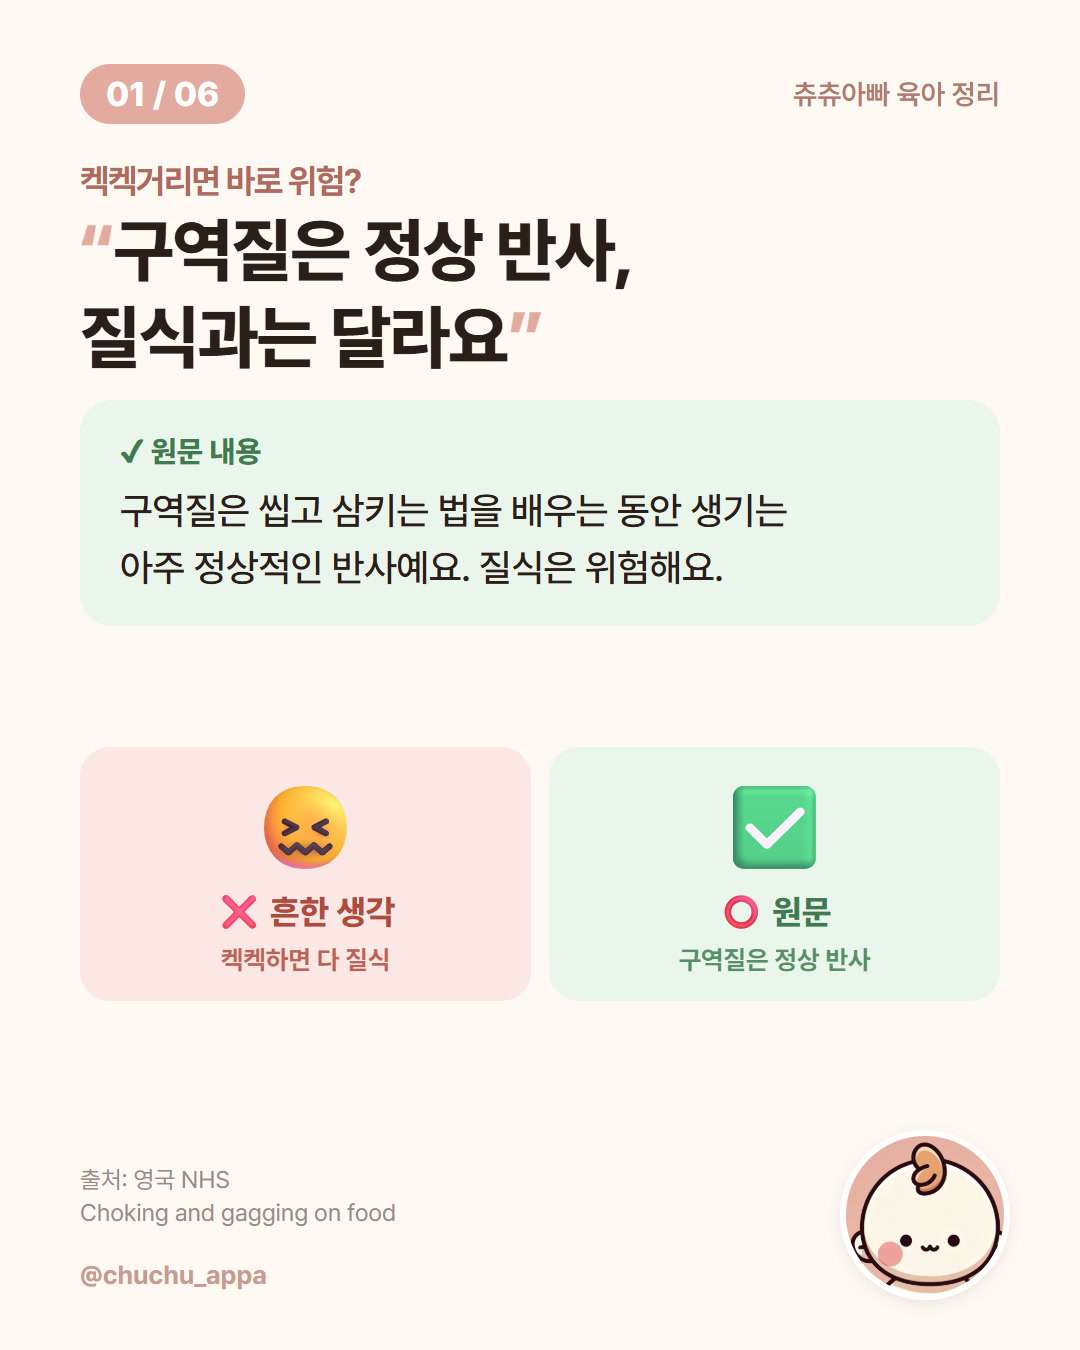 01 / 06
츄츄아빠 육아 정리
켁켁거리면 바로 위험?
“구역질은 정상 반사,
질식과는 달라요”
✓ 원문 내용
구역질은 씹고 삼키는 법을 배우는 동안 생기는
아주 정상적인 반사예요. 질식은 위험해요.
❌ 흔한 생각
켁켁하면 다 질식
⭕ 원문
구역질은 정상 반사
출처: 영국 NHS
Choking and gagging on food
@chuchu_appa